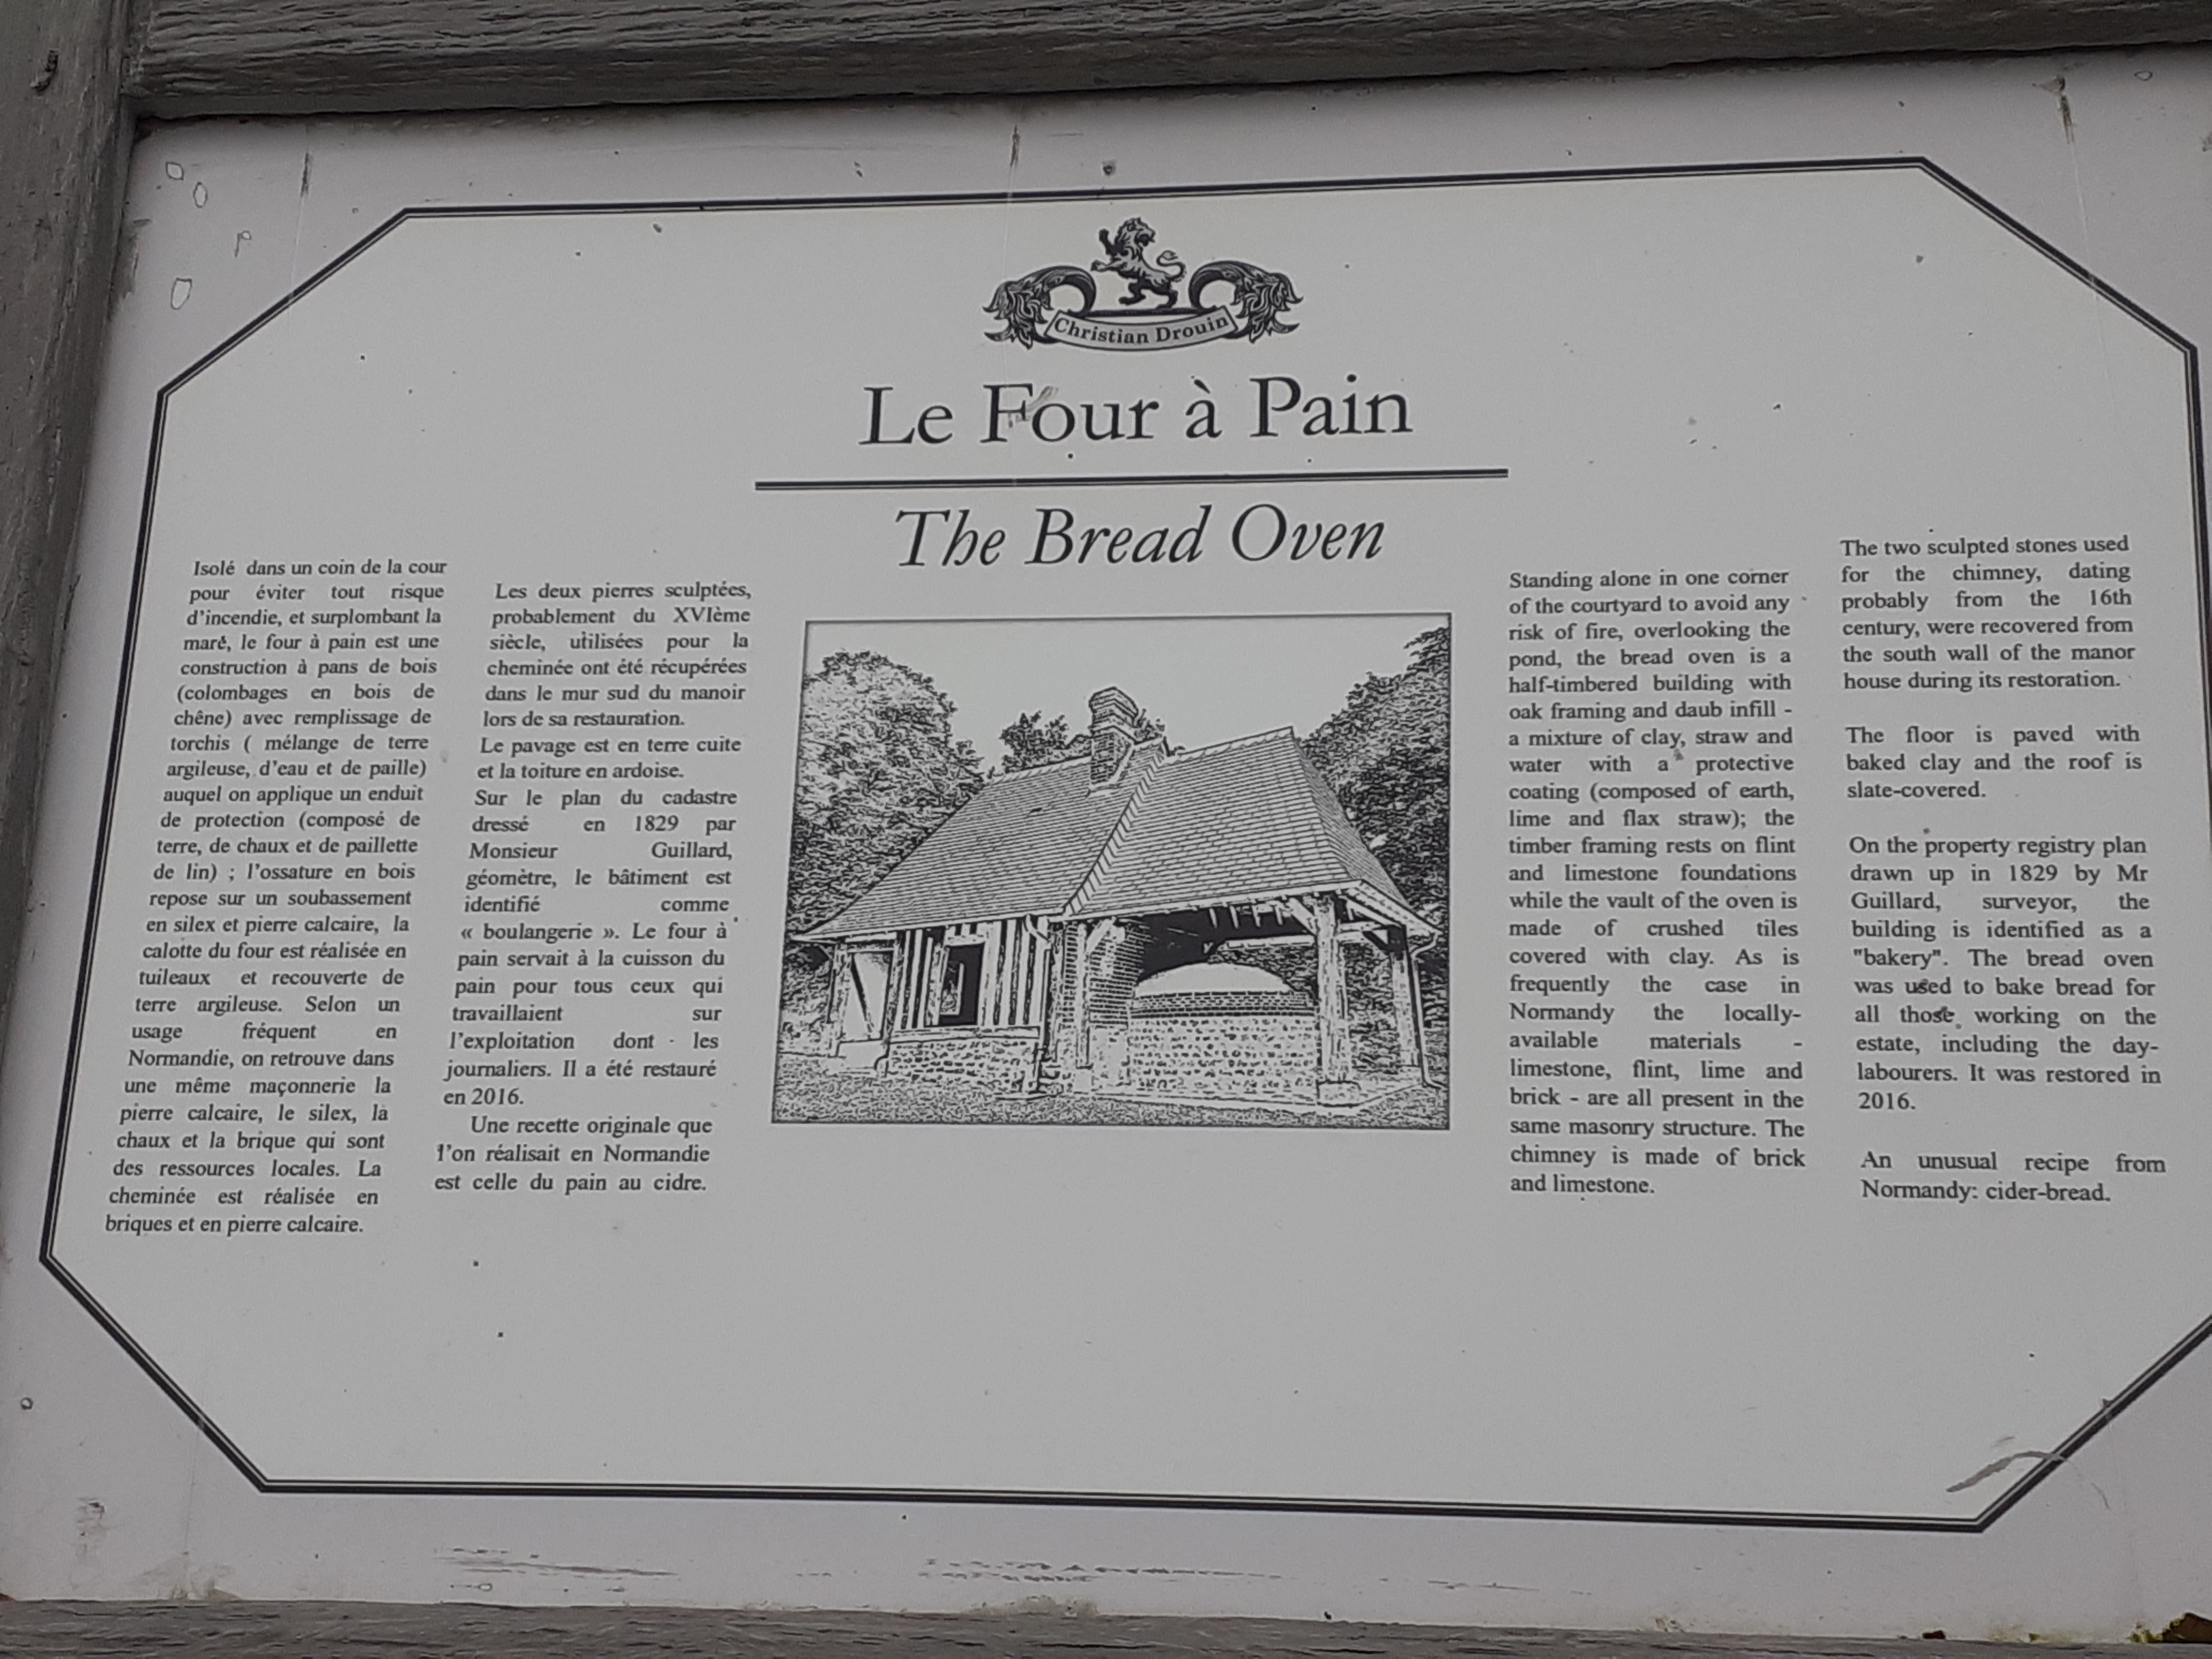 Christian Drouin
Le Four à Pain
The Bread Oven
Isolé dans un coin de la cour
pour éviter tout risque
d'incendie, et surplombant la
mare, le four à pain est une
construction à pans de bois
(colombages en bois de
chêne) avec remplissage de
torchis ( mélange de terre
argileuse, d'eau et de paille)
auquel on applique un enduit
de protection (composé de
terre, de chaux et de paillette
de lin) ; l'ossature en bois
repose sur un soubassement
en silex et pierre calcaire, la
calotte du four est réalisée en
tuileaux et recouverte de
terre argileuse. Selon un
usage fréquent en
Normandie, on retrouve dans
une même maçonnerie la
pierre calcaire, le silex, la
chaux et la brique qui sont
des ressources locales. La
cheminée est réalisée en
briques et en pierre calcaire.
Les deux pierres sculptées,
probablement du XVIème
siècle, utilisées pour la
cheminée ont été récupérées
dans le mur sud du manoir
lors de sa restauration.
Le pavage est en terre cuite
et la toiture en ardoise.
Sur le plan du cadastre
dressé en 1829 par
Monsieur Guillard,
géomètre, le bâtiment est
identifié comme
« boulangerie ». Le four à
pain servait à la cuisson du
pain pour tous ceux qui
travaillaient sur
l'exploitation dont les
journaliers. Il a été restauré
en 2016.
Une recette originale que
l'on réalisait en Normandie
est celle du pain au cidre.
Standing alone in one corner
of the courtyard to avoid any
risk of fire, overlooking the
pond, the bread oven is a
half-timbered building with
oak framing and daub infill -
a mixture of clay, straw and
water with a protective
coating (composed of earth,
lime and flax straw); the
timber framing rests on flint
and limestone foundations
while the vault of the oven is
made of crushed tiles
covered with clay. As is
frequently the case in
Normandy the locally-
available materials -
limestone, flint, lime and
brick - are all present in the
same masonry structure. The
chimney is made of brick
and limestone.
The two sculpted stones used
for the chimney, dating
probably from the 16th
century, were recovered from
the south wall of the manor
house during its restoration.
The floor is paved with
baked clay and the roof is
slate-covered.
On the property registry plan
drawn up in 1829 by Mr
Guillard, surveyor, the
building is identified as a
"bakery". The bread oven
was used to bake bread for
all those working on the
estate, including the day-
labourers. It was restored in
2016.
An unusual recipe from
Normandy: cider-bread.